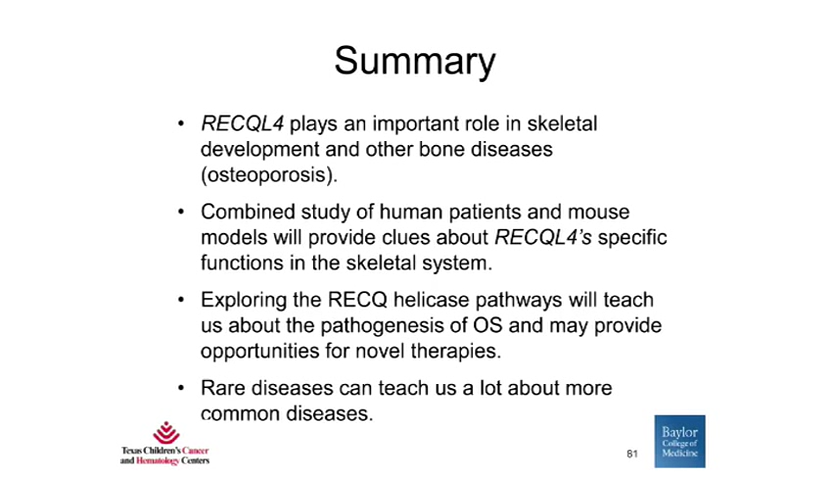 Summary
• RECQL4 plays an important role in skeletal
development and other bone diseases
(osteoporosis).
• Combined study of human patients and mouse
models will provide clues about RECQL4's specific
functions in the skeletal system.
• Exploring the RECQ helicase pathways will teach
us about the pathogenesis of OS and may provide
opportunities for novel therapies.
• Rare diseases can teach us a lot about more
common diseases.
Texas Children's Cancer
and Hematology Centers
81
Baylor
College of
Medicine